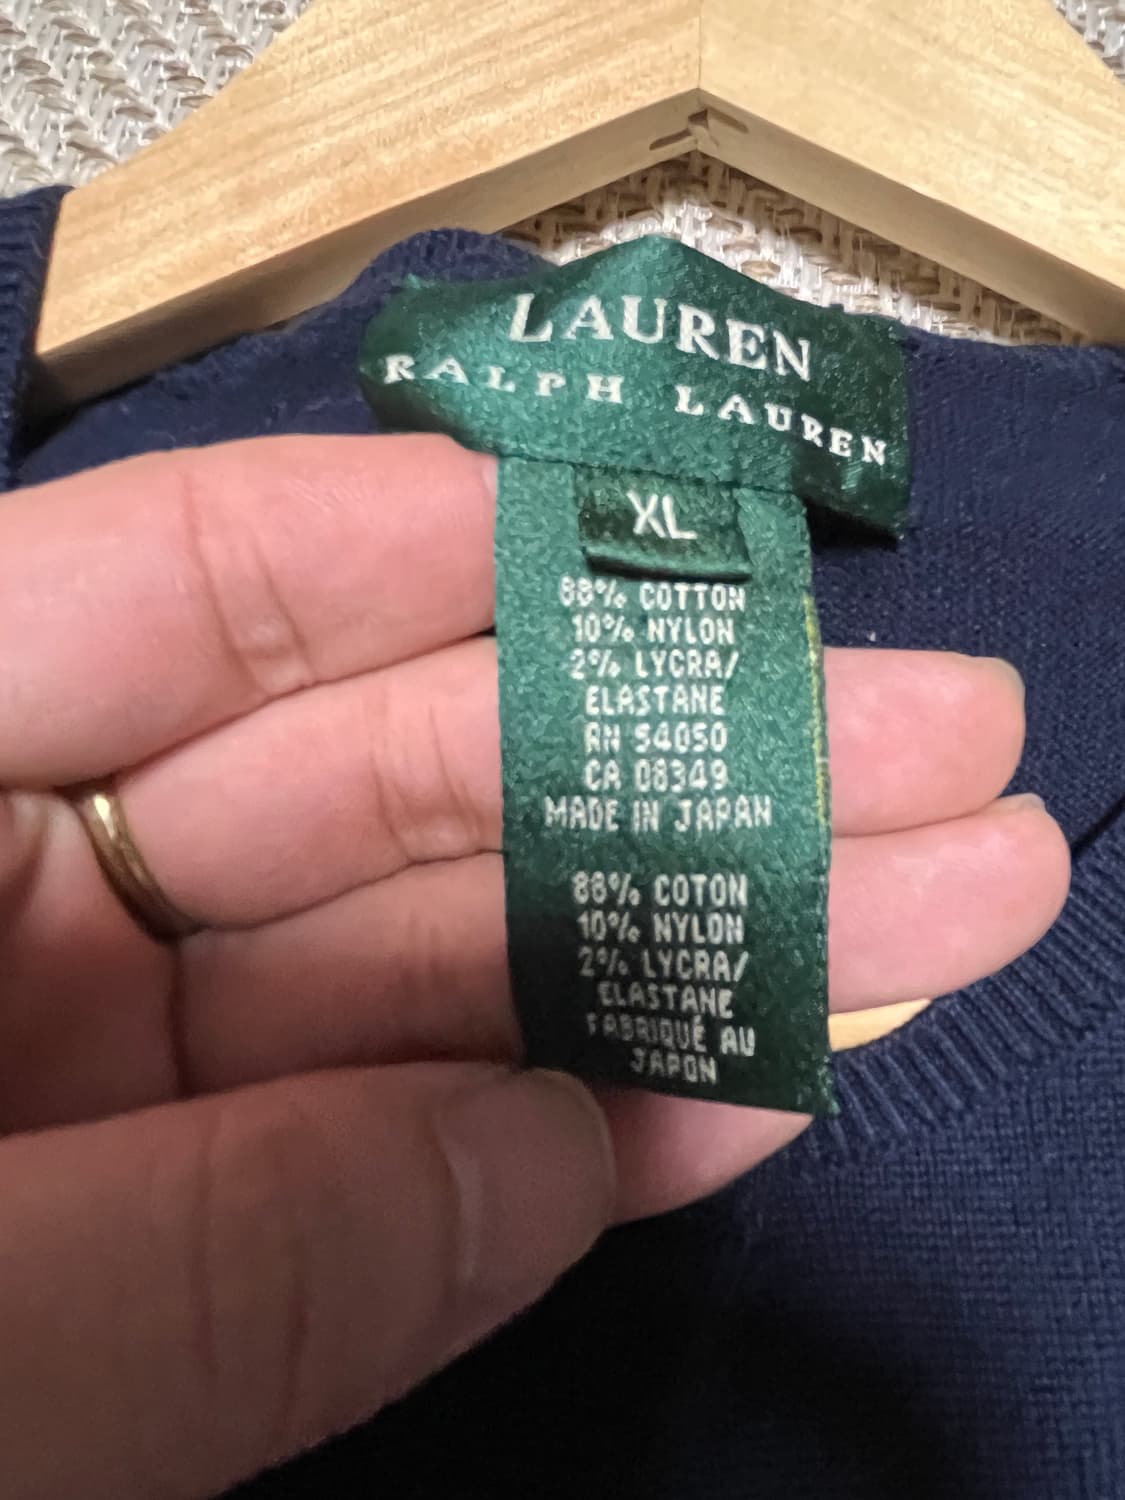 LAUREN
RALPH LAUREN
XL
88% COTTON
10% NYLON
2% LYCRA/
ELASTANE
RN 54050
CA 08349
MADE IN JAPAN
88% COTON
10% NYLON
2% LYCRA/
ELASTANE
FABRIQUÉ AU
JAPON